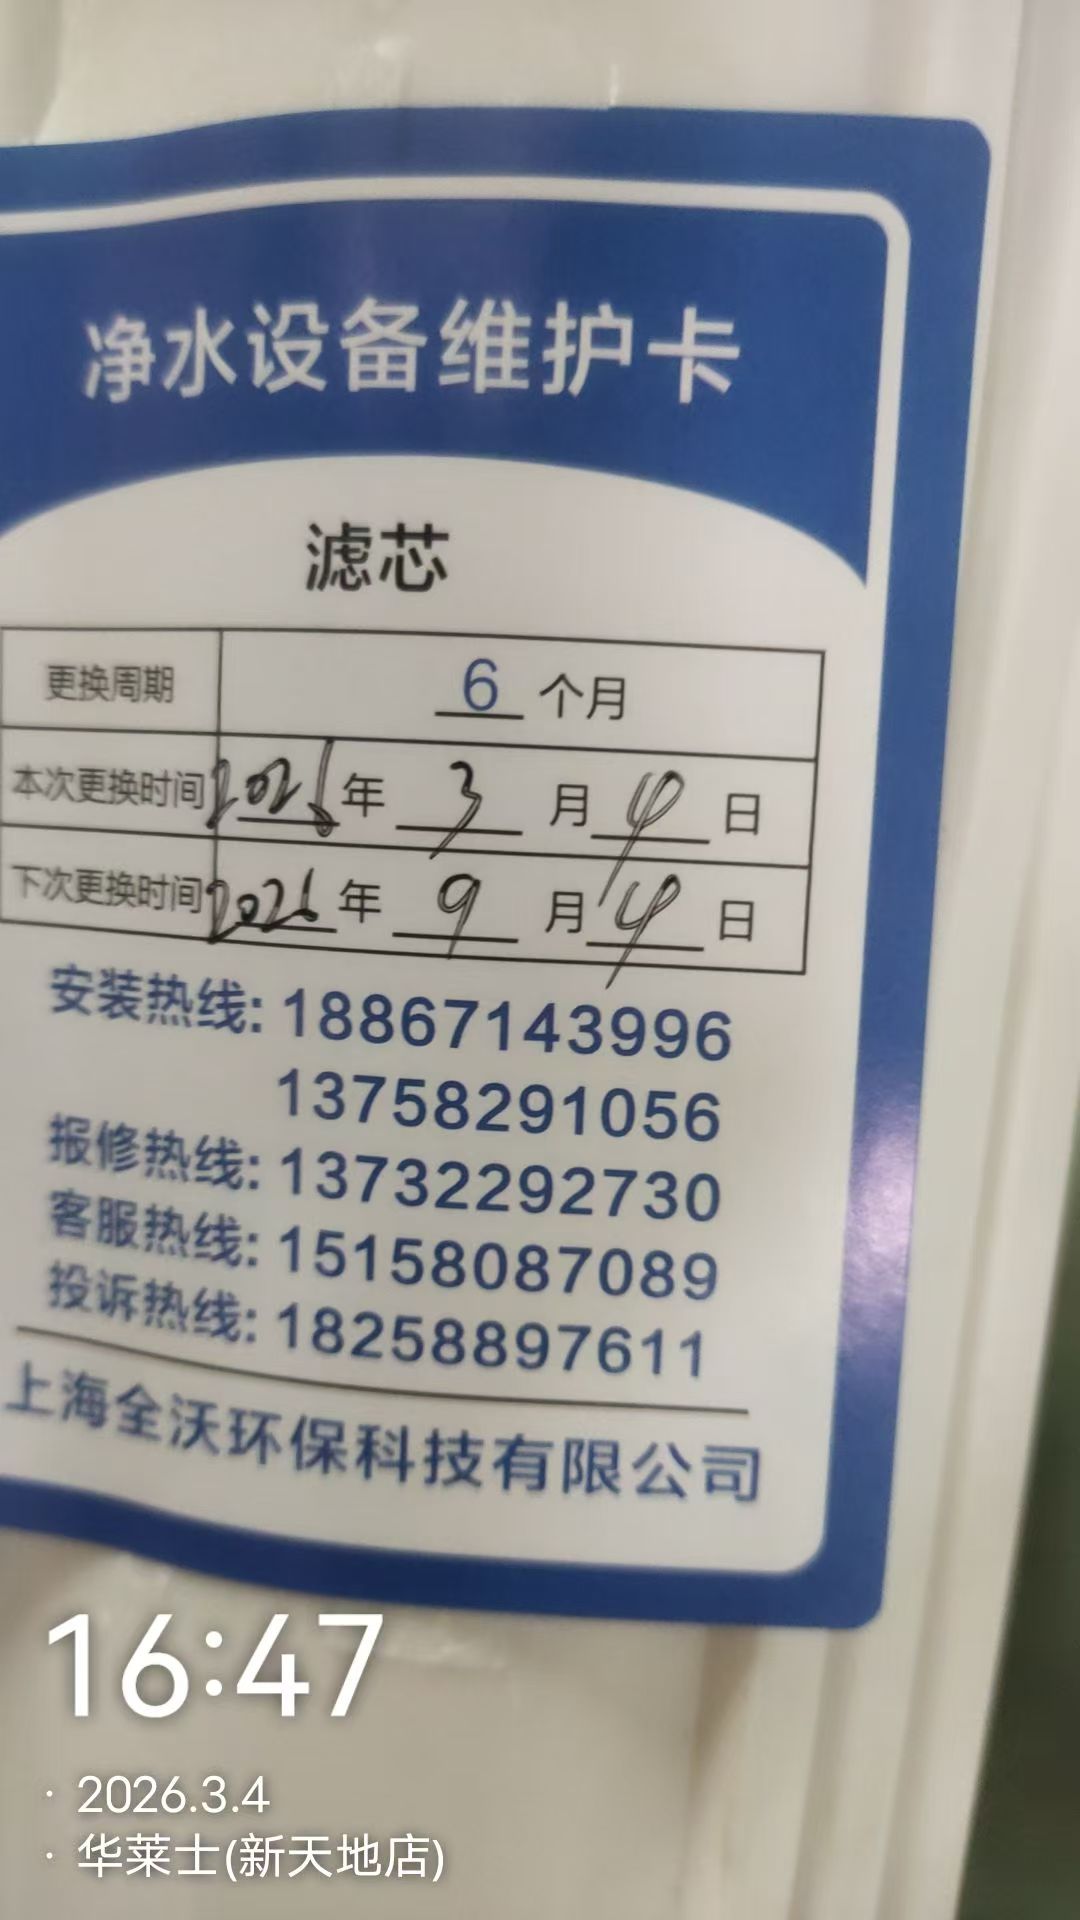 净水设备维护卡
滤芯
更换周期 6 个月
本次更换时间 2026 年 3 月 4 日
下次更换时间 2026 年 9 月 4 日
安装热线: 18867143996
13758291056
报修热线: 13732292730
客服热线: 15158087089
投诉热线: 18258897611
上海全沃环保科技有限公司
16:47
· 2026.3.4
· 华莱士(新天地店)